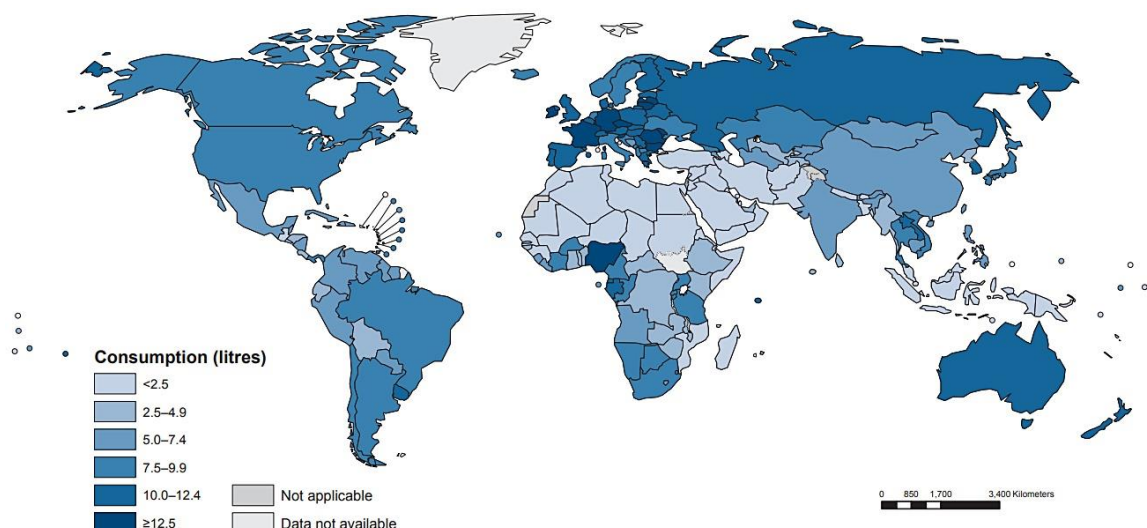 Consumption (litres)
<2.5
2.5–4.9
5.0–7.4
7.5–9.9
10.0–12.4
≥12.5
Not applicable
Data not available
0 850 1,700 3,400 Kilometers